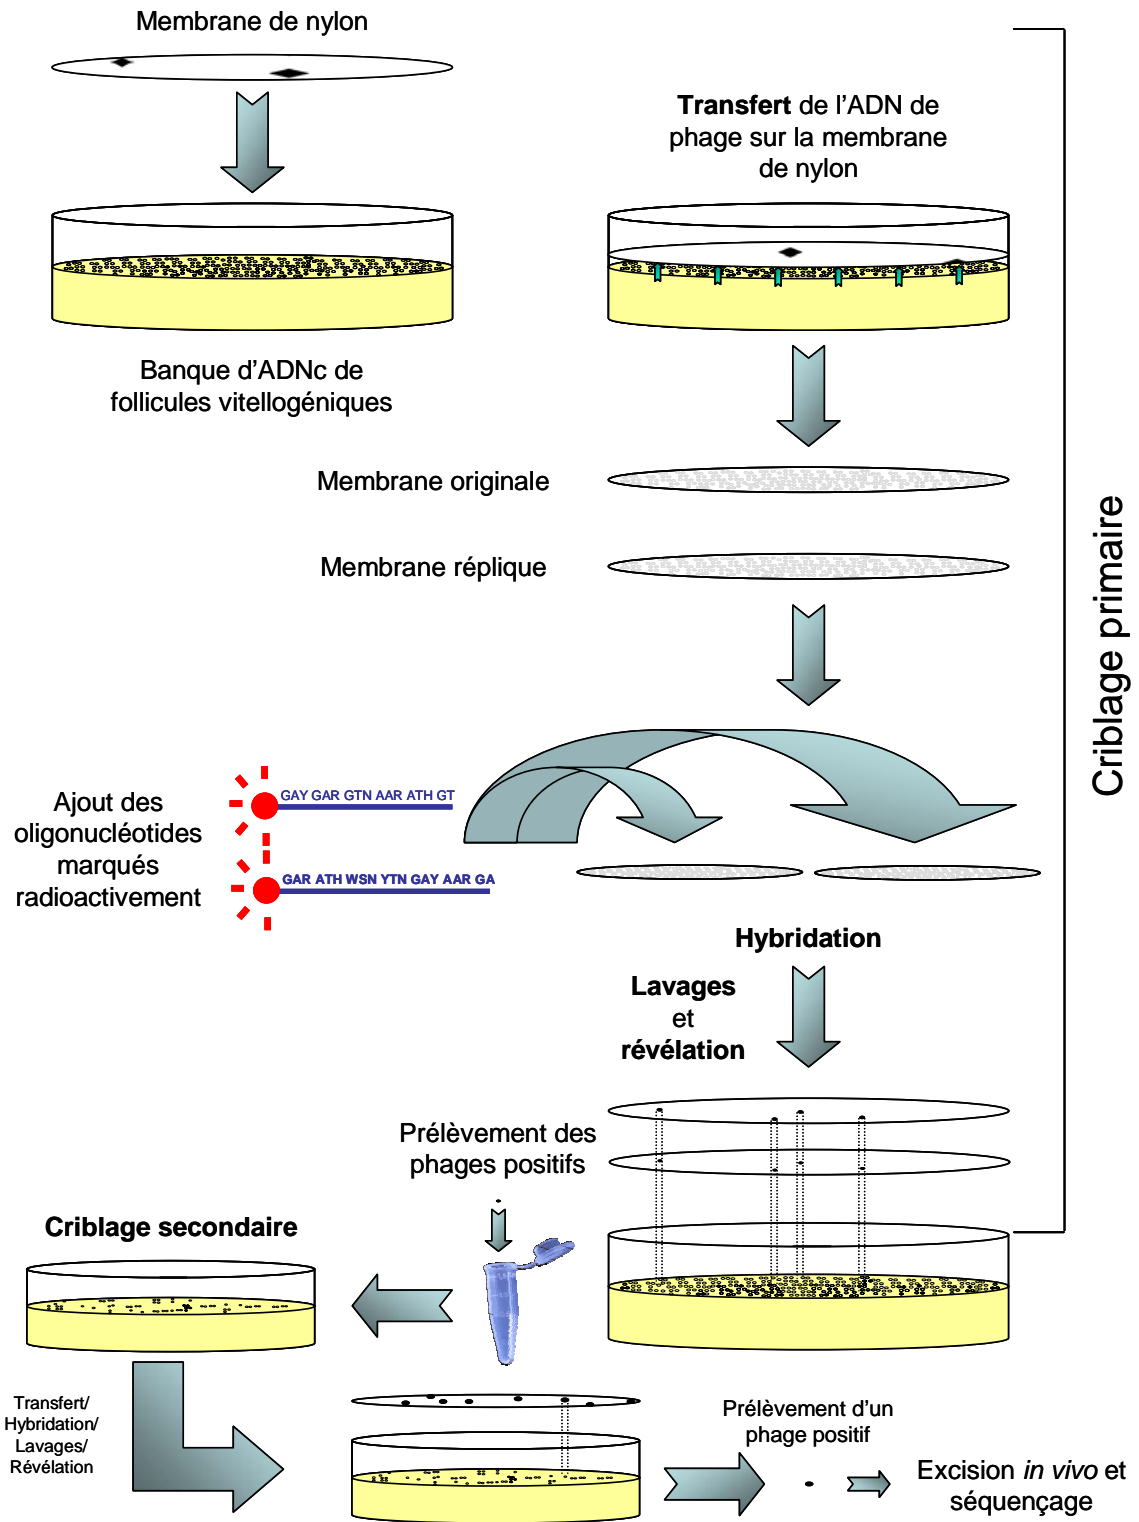 Membrane de nylon
Transfert de l'ADN de
phage sur la membrane
de nylon
Banque d'ADNc de
follicules vitellogéniques
Membrane originale
Membrane réplique
Criblage primaire
Ajout des
oligonucléotides
marqués
radioactivement
GAY GAR GTN AAR ATH GT
GAR ATH WSN YTN GAY AAR GA
Hybridation
Lavages
et
révélation
Prélèvement des
phages positifs
Criblage secondaire
Transfert/
Hybridation/
Lavages/
Révélation
Prélèvement d'un
phage positif
Excision in vivo et
séquençage